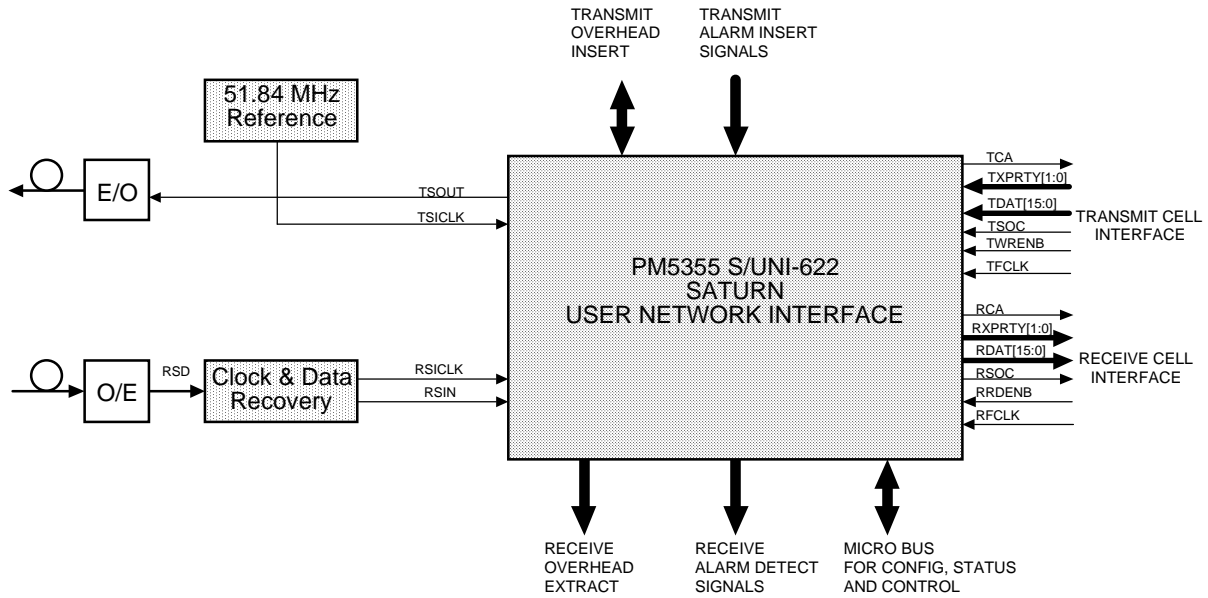 TRANSMIT
OVERHEAD
INSERT
TRANSMIT
ALARM INSERT
SIGNALS
51.84 MHz
Reference
E/O
TSOUT
TSICLK
TCA
TXPRTY[1:0]
TDAT[15:0]
TSOC
TWRENB
TFCLK
TRANSMIT CELL
INTERFACE
PM5355 S/UNI-622
SATURN
USER NETWORK INTERFACE
RCA
RXPRTY[1:0]
RDAT[15:0]
RSOC
RRDENB
RFCLK
RECEIVE CELL
INTERFACE
O/E
RSD
Clock & Data
Recovery
RSICLK
RSIN
RECEIVE
OVERHEAD
EXTRACT
RECEIVE
ALARM DETECT
SIGNALS
MICRO BUS
FOR CONFIG, STATUS
AND CONTROL